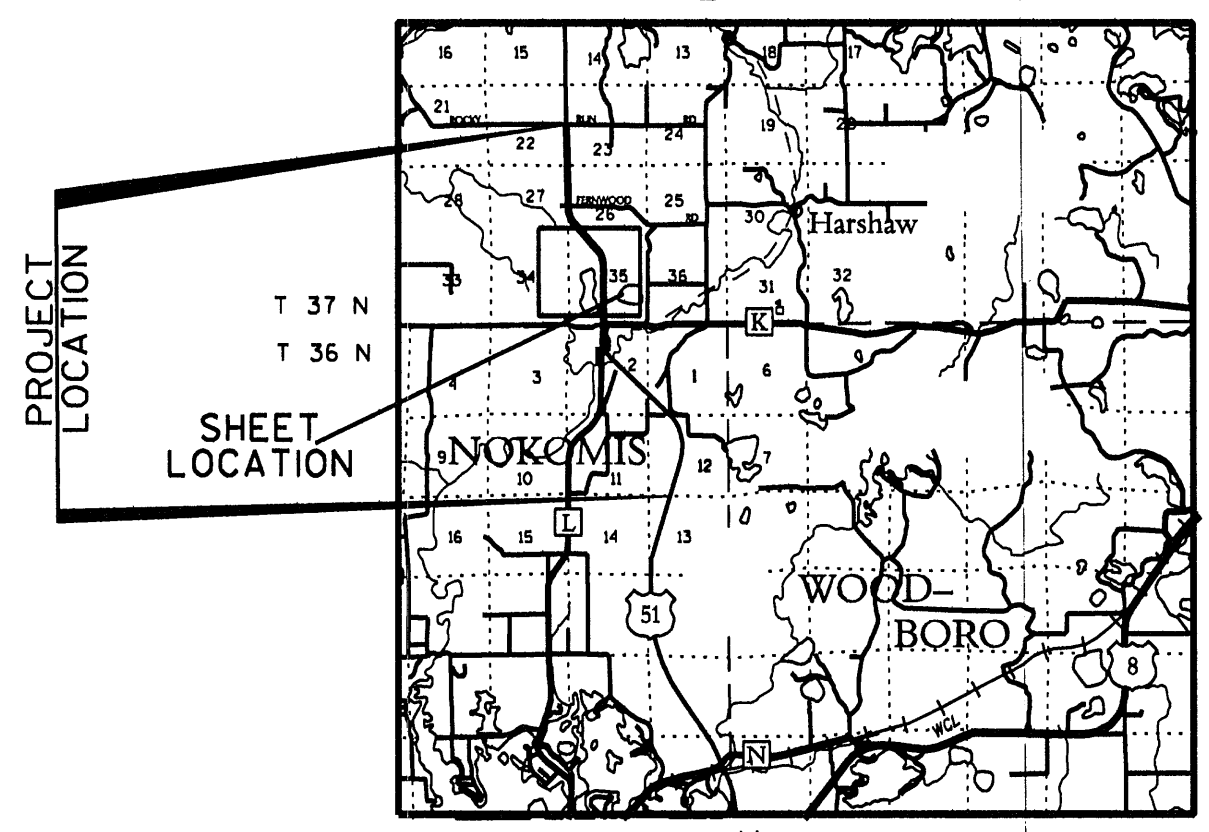 16 15 14 13 18 17
21 ROCKY RUN RD
22 23 24 19 20
28 27 FERNWOOD RD
26 25 30
Harshaw
33 34 35 36 31 32
PROJECT
LOCATION
T 37 N
K
T 36 N
4 3 2 1 6
SHEET
LOCATION
NOKOMIS
9 10 11 12 7
L
16 15 14 13
51
WOOD-
BORO
8
WCL
N